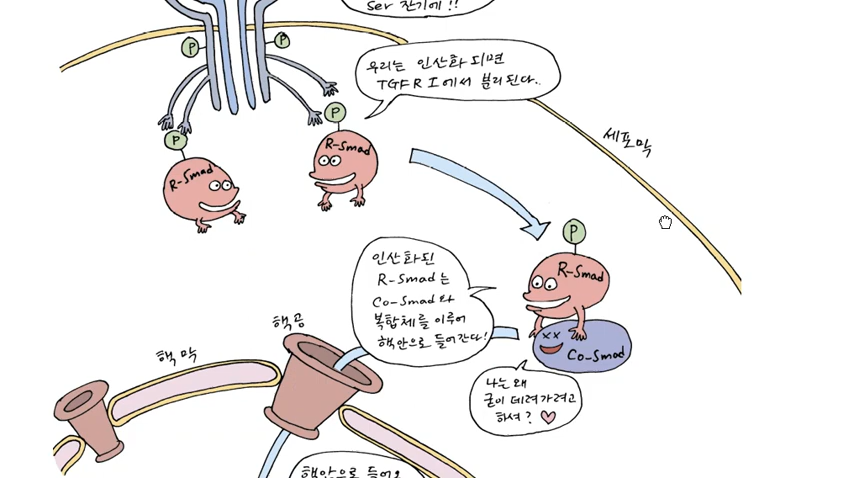 Ser 잔기에!!
P
P
우리는 인산화 되면
TGFR I에서 분리된다..
P
R-Smad
P
R-Smad
세포막
P
R-Smad
인산화된
R-Smad는
Co-Smad와
복합체를 이루어
핵안으로 들어간다!
Co-Smad
나는 왜
굳이 데려가려고
하셔?
핵공
핵막
핵안으로 들어오